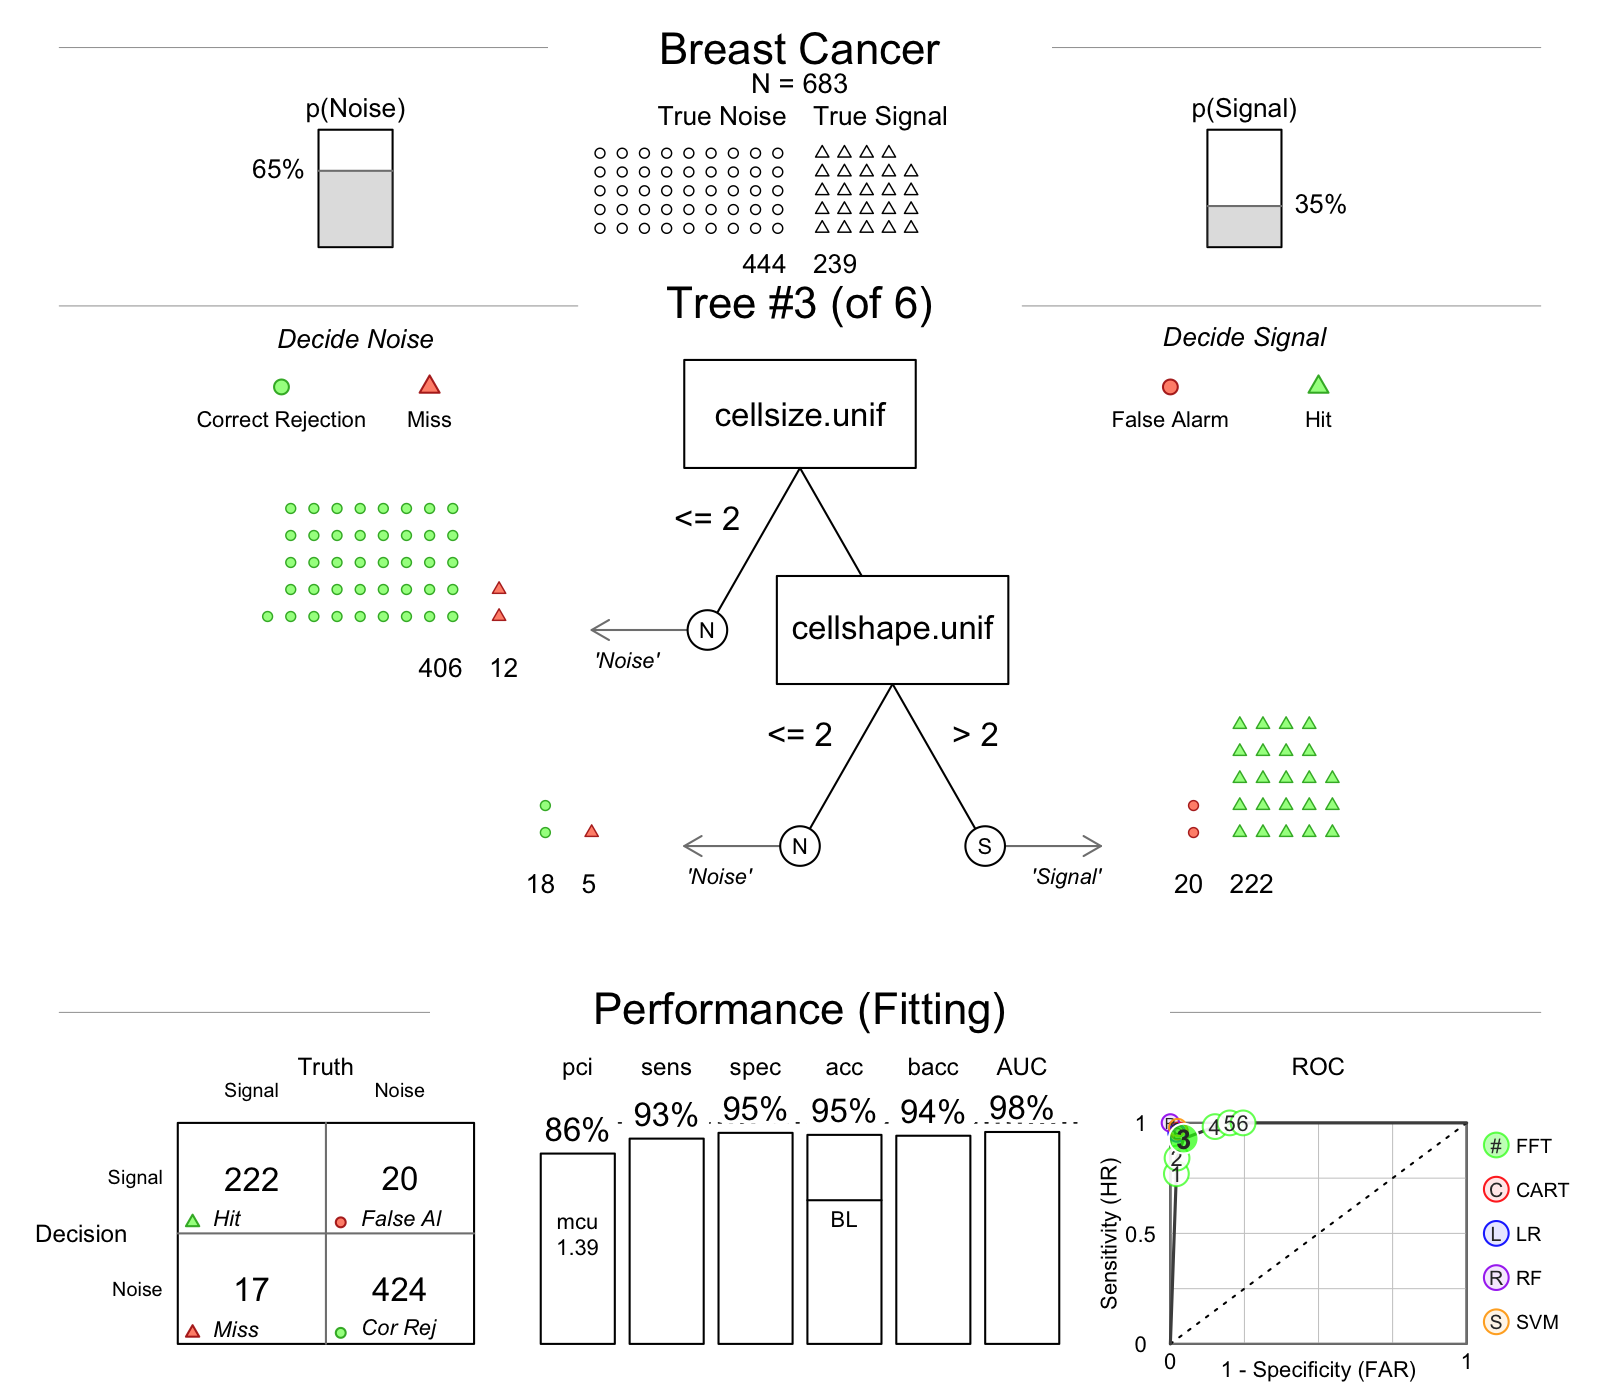 Breast Cancer
N = 683
p(Noise)
True Noise True Signal
p(Signal)
65%
35%
444 239
Tree #3 (of 6)
Decide Noise
Decide Signal
Correct Rejection Miss
False Alarm Hit
cellsize.unif
<= 2
N
'Noise'
406 12
cellshape.unif
<= 2 > 2
N S
'Noise' 'Signal'
18 5
20 222
Performance (Fitting)
Truth
Signal Noise
Decision
Signal
222 20
Hit False Al
Noise
17 424
Miss Cor Rej
pci sens spec acc bacc AUC
86% 93% 95% 95% 94% 98%
mcu
1.39
BL
ROC
Sensitivity (HR)
1
0.5
0
0 1
1 - Specificity (FAR)
1
2
3
4
5
6
# FFT
C CART
L LR
R RF
S SVM